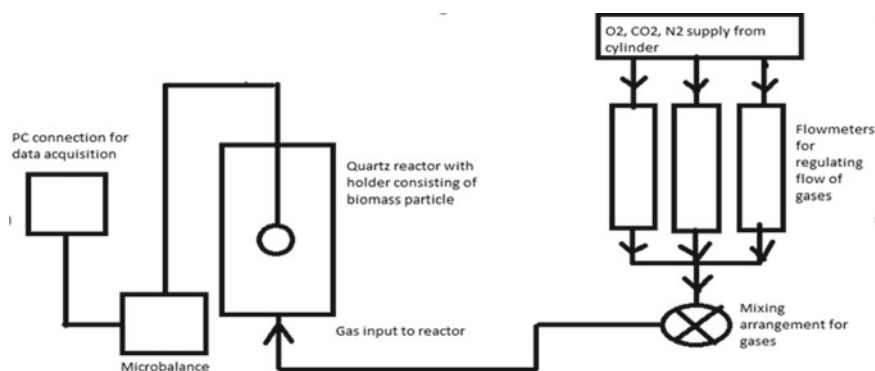 O2, CO2, N2 supply from
cylinder
PC connection for
data acquisition
Quartz reactor with
holder consisting of
biomass particle
Flowmeters
for
regulating
flow of
gases
Gas input to reactor
Mixing
arrangement for
gases
Microbalance